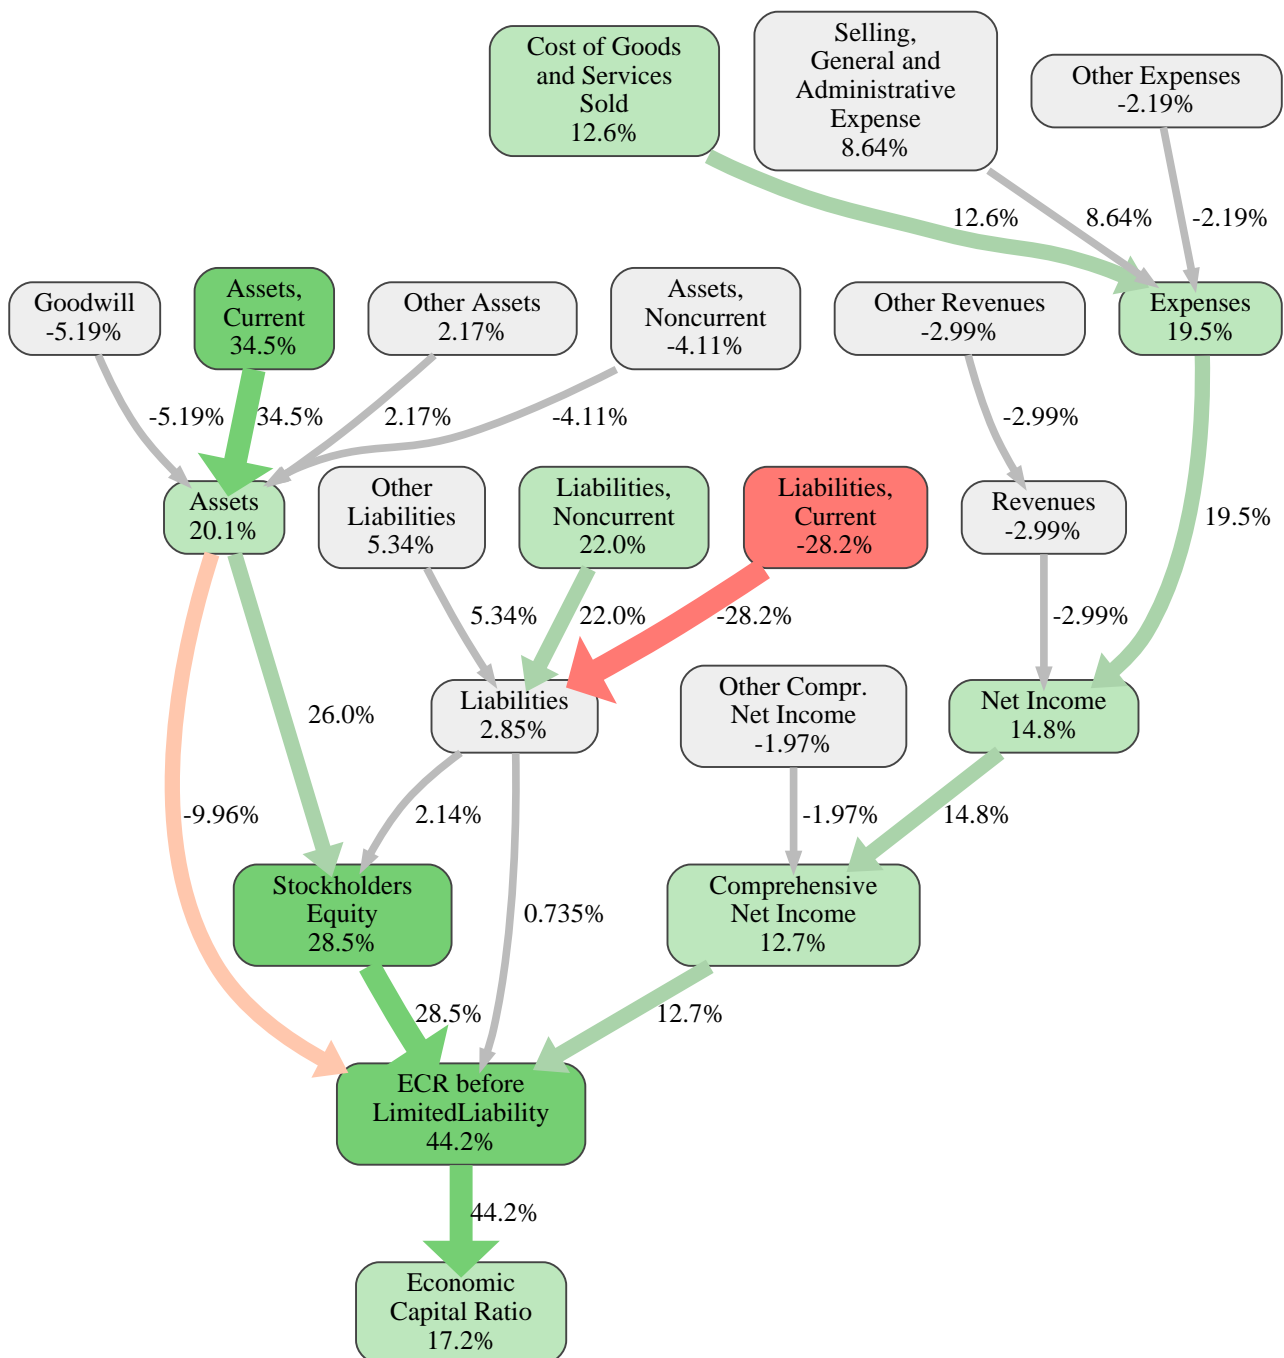 Cost of Goods
and Services
Sold
12.6%
Selling,
General and
Administrative
Expense
8.64%
Other Expenses
-2.19%
12.6%
8.64%
-2.19%
Goodwill
-5.19%
Assets,
Current
34.5%
Other Assets
2.17%
Assets,
Noncurrent
-4.11%
Other Revenues
-2.99%
Expenses
19.5%
-5.19%
34.5%
2.17%
-4.11%
-2.99%
Assets
20.1%
Other
Liabilities
5.34%
Liabilities,
Noncurrent
22.0%
Liabilities,
Current
-28.2%
Revenues
-2.99%
19.5%
5.34%
22.0%
-28.2%
-2.99%
26.0%
Liabilities
2.85%
Other Compr.
Net Income
-1.97%
Net Income
14.8%
-9.96%
2.14%
-1.97%
14.8%
Stockholders
Equity
28.5%
0.735%
Comprehensive
Net Income
12.7%
28.5%
12.7%
ECR before
LimitedLiability
44.2%
44.2%
Economic
Capital Ratio
17.2%